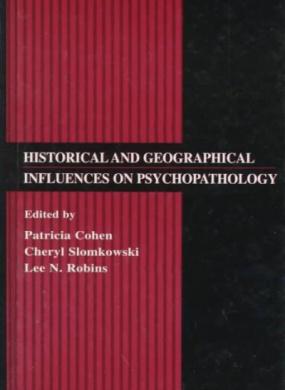 HISTORICAL AND GEOGRAPHICAL
INFLUENCES ON PSYCHOPATHOLOGY
Edited by
Patricia Cohen
Cheryl Slomkowski
Lee N. Robins